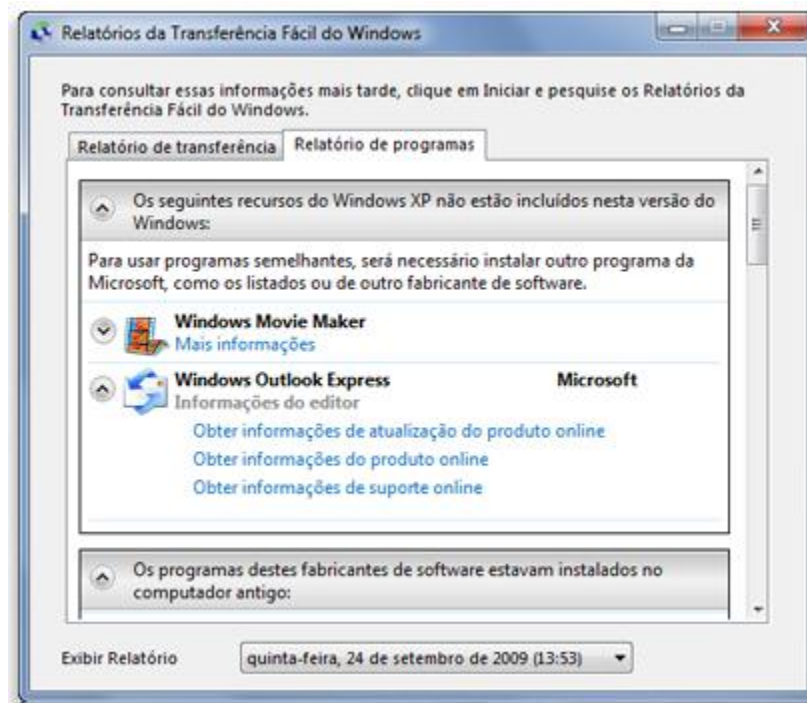 Relatórios da Transferência Fácil do Windows
Para consultar essas informações mais tarde, clique em Iniciar e pesquise os Relatórios da
Transferência Fácil do Windows.
Relatório de transferência
Relatório de programas
Os seguintes recursos do Windows XP não estão incluídos nesta versão do
Windows:
Para usar programas semelhantes, será necessário instalar outro programa da
Microsoft, como os listados ou de outro fabricante de software.
Windows Movie Maker
Mais informações
Windows Outlook Express Microsoft
Informações do editor
Obter informações de atualização do produto online
Obter informações do produto online
Obter informações de suporte online
Os programas destes fabricantes de software estavam instalados no
computador antigo:
Exibir Relatório quinta-feira, 24 de setembro de 2009 (13:53)